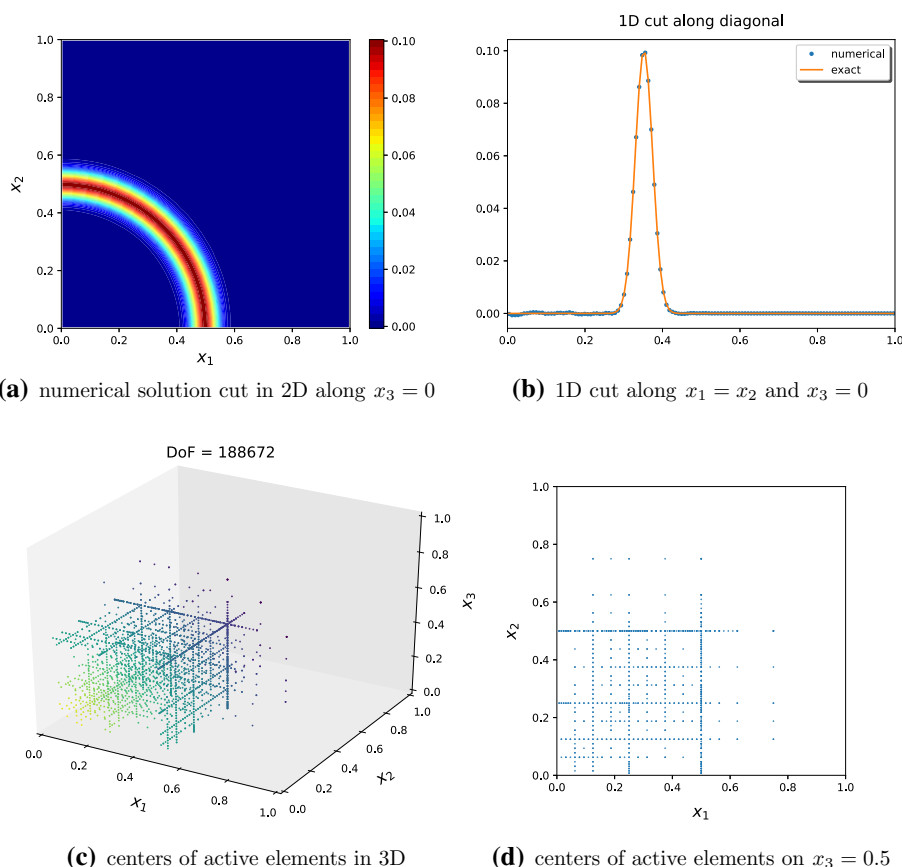 1D cut along diagonal
1.0
0.8
0.6
0.4
0.2
0.0
x₂
0.0 0.2 0.4 0.6 0.8 1.0
x₁
0.10
0.08
0.06
0.04
0.02
0.00
0.10
0.08
0.06
0.04
0.02
0.00
numerical
exact
0.0 0.2 0.4 0.6 0.8 1.0
(a) numerical solution cut in 2D along x₃ = 0
(b) 1D cut along x₁ = x₂ and x₃ = 0
DoF = 188672
1.0
0.8
0.6
0.4
0.2
0.0
x₃
0.0 0.2 0.4 0.6 0.8 1.0
x₁
0.0 0.2 0.4 0.6 0.8 1.0
x₂
1.0
0.8
0.6
0.4
0.2
0.0
x₂
0.0 0.2 0.4 0.6 0.8 1.0
x₁
(c) centers of active elements in 3D
(d) centers of active elements on x₃ = 0.5